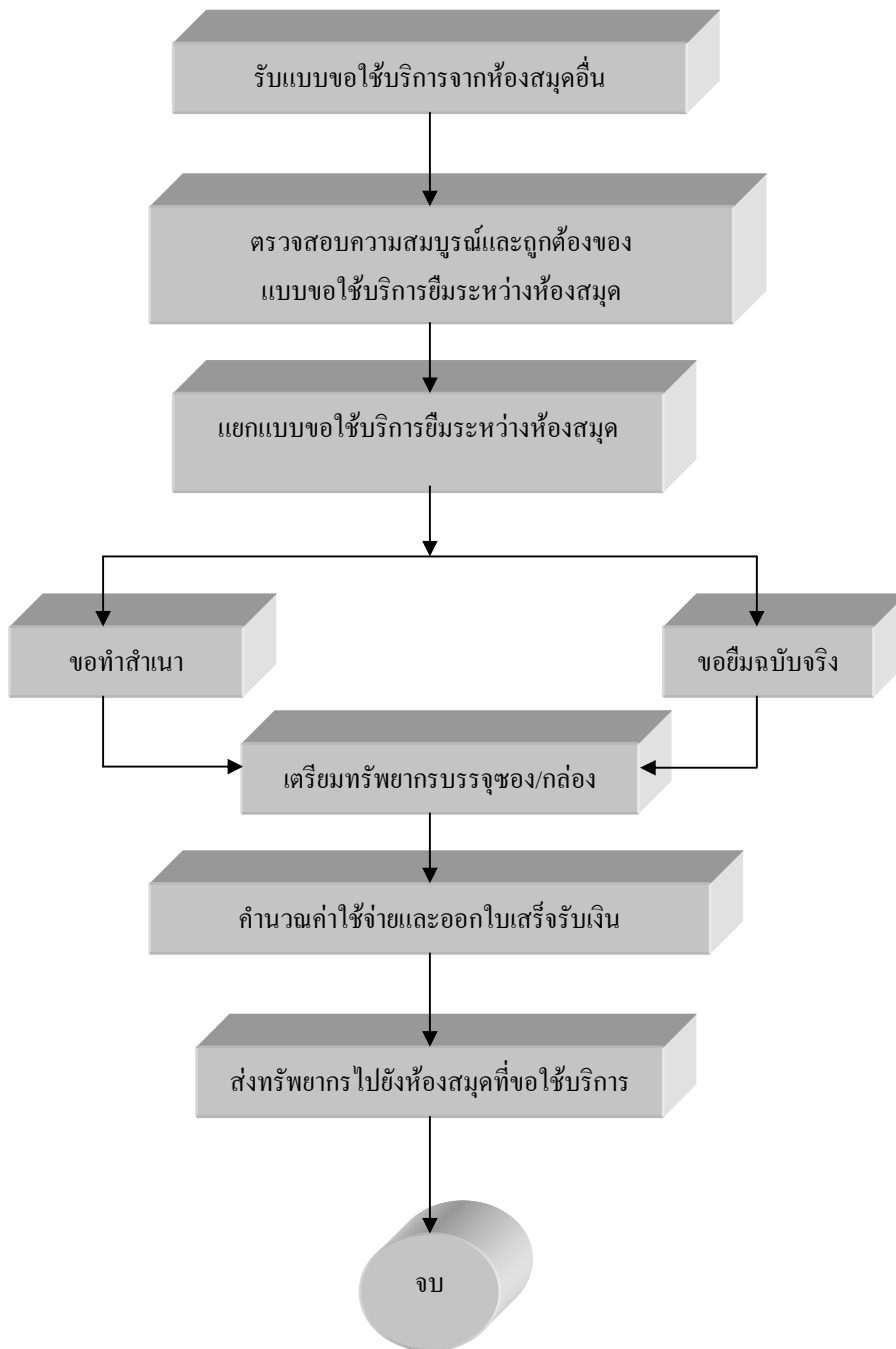 รับแบบขอใช้บริการจากห้องสมุดอื่น
ตรวจสอบความสมบูรณ์และถูกต้องของ
แบบขอใช้บริการยืมระหว่างห้องสมุด
แยกแบบขอใช้บริการยืมระหว่างห้องสมุด
ขอทำสำเนา
ขอยืมฉบับจริง
เตรียมทรัพยากรบรรจุซอง/กล่อง
คำนวณค่าใช้จ่ายและออกใบเสร็จรับเงิน
ส่งทรัพยากรไปยังห้องสมุดที่ขอใช้บริการ
จบ